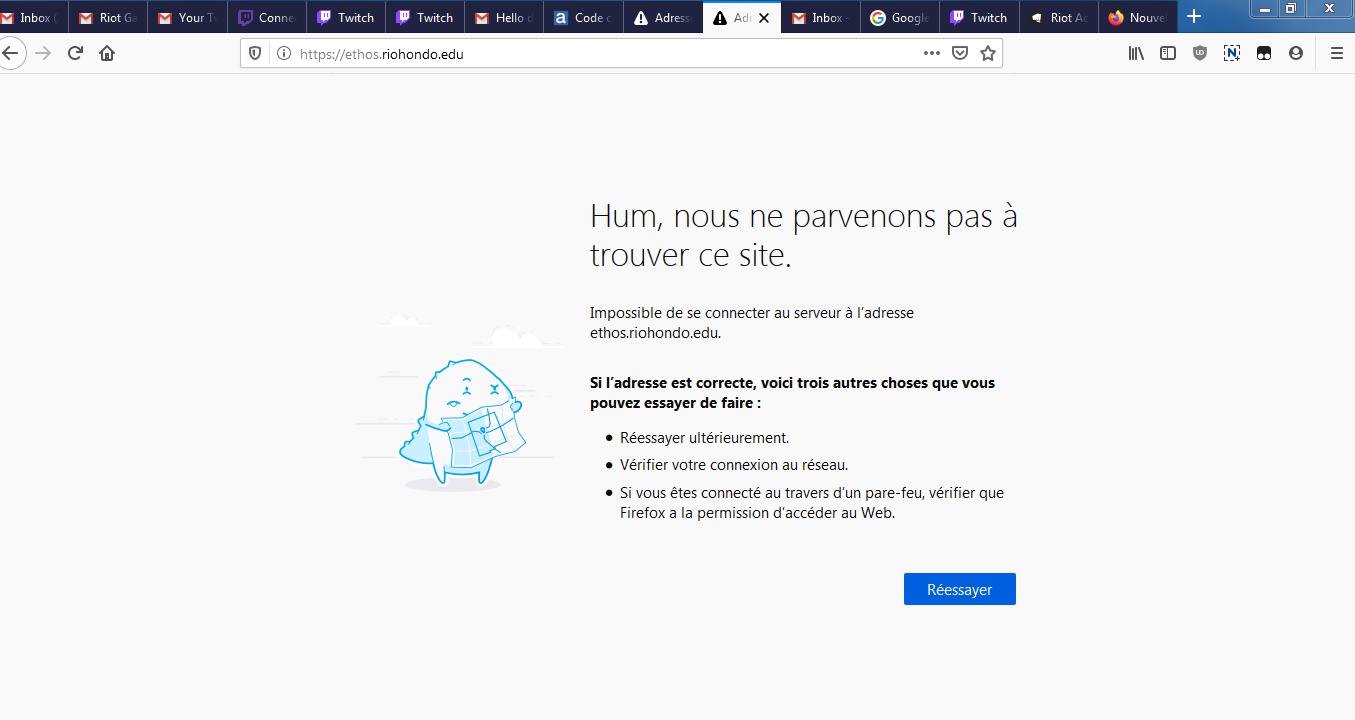 Inbox (
Riot Ga
Your Tw
Conne
Twitch
Twitch
Hello d
Code c
Adress
Adr
Inbox -
Google
Twitch
Riot Ac
Nouvel
https://ethos.riohondo.edu
Hum, nous ne parvenons pas à
trouver ce site.
Impossible de se connecter au serveur à l’adresse
ethos.riohondo.edu.
Si l’adresse est correcte, voici trois autres choses que vous
pouvez essayer de faire :
Réessayer ultérieurement.
Vérifier votre connexion au réseau.
Si vous êtes connecté au travers d’un pare-feu, vérifier que
Firefox a la permission d’accéder au Web.
Réessayer